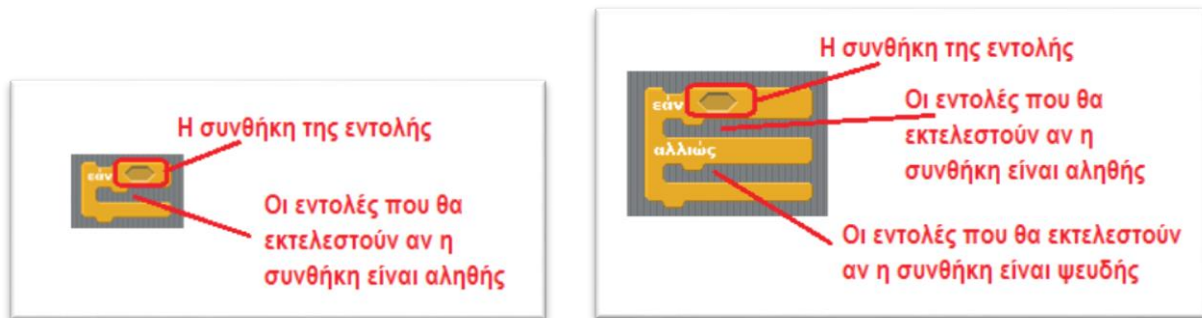 Η συνθήκη της εντολής
εάν
Οι εντολές που θα
εκτελεστούν αν η
συνθήκη είναι αληθής
Η συνθήκη της εντολής
εάν
Οι εντολές που θα
εκτελεστούν αν η
συνθήκη είναι αληθής
αλλιώς
Οι εντολές που θα εκτελεστούν
αν η συνθήκη είναι ψευδής